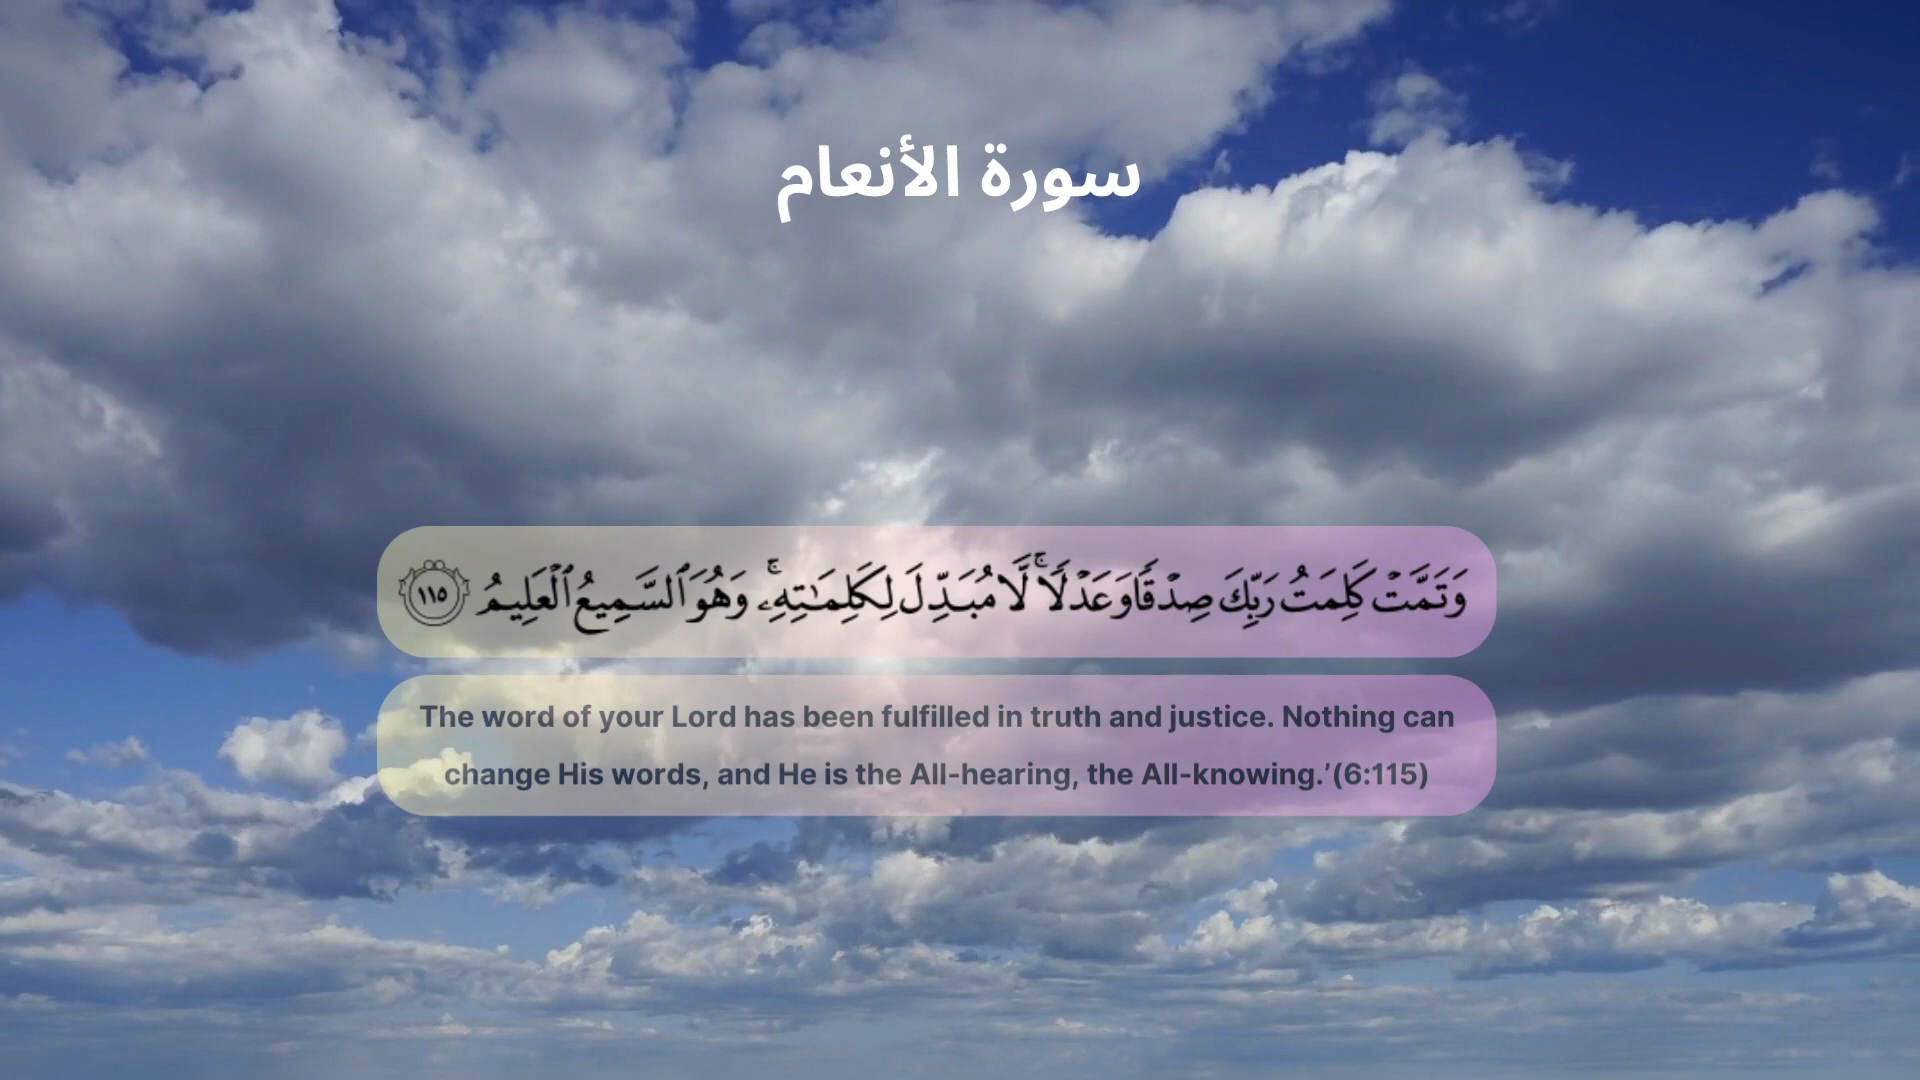 سورة الأنعام
وَتَمَّتْ كَلِمَتُ رَبِّكَ صِدْقًا وَعَدْلًا ۚ لَّا مُبَدِّلَ لِكَلِمَـٰتِهِۦ ۚ وَهُوَ ٱلسَّمِيعُ ٱلْعَلِيمُ ١١٥
The word of your Lord has been fulfilled in truth and justice. Nothing can
change His words, and He is the All-hearing, the All-knowing.’(6:115)